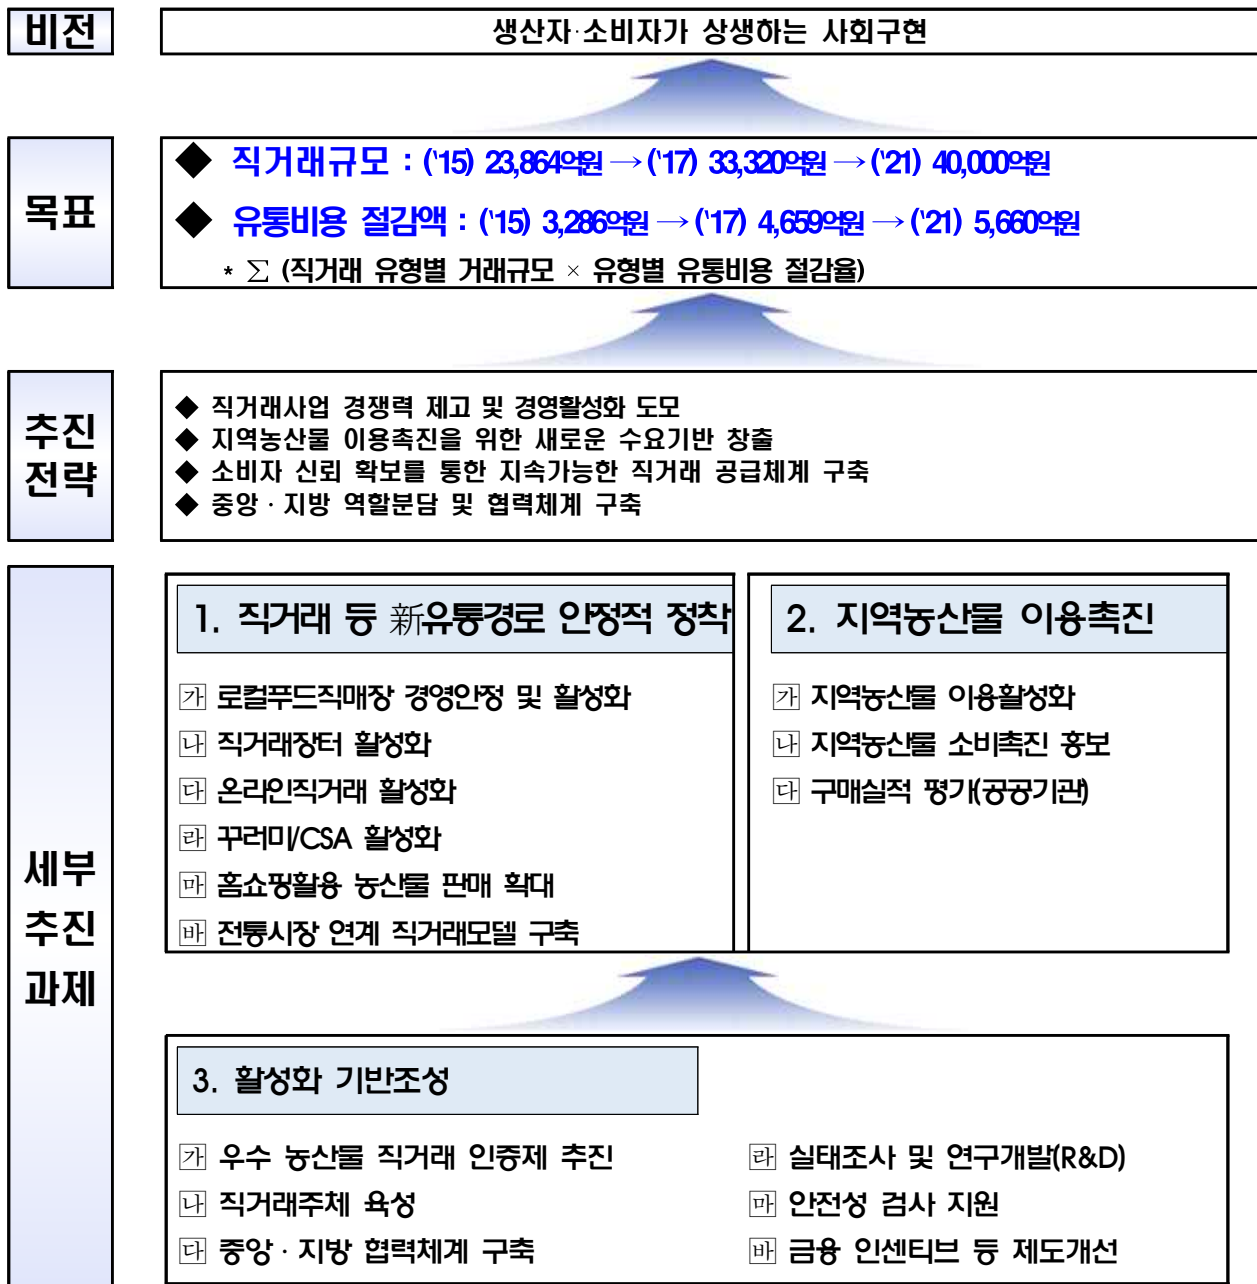 비전
생산자·소비자가 상생하는 사회구현
목표
◆ 직거래규모 : (‘15) 23,864억원 → (‘17) 33,320억원 → (‘21) 40,000억원
◆ 유통비용 절감액 : (‘15) 3,286억원 → (‘17) 4,659억원 → (‘21) 5,660억원
* ∑ (직거래 유형별 거래규모 × 유형별 유통비용 절감율)
추진
전략
◆ 직거래사업 경쟁력 제고 및 경영활성화 도모
◆ 지역농산물 이용촉진을 위한 새로운 수요기반 창출
◆ 소비자 신뢰 확보를 통한 지속가능한 직거래 공급체계 구축
◆ 중앙 · 지방 역할분담 및 협력체계 구축
세부
추진
과제
1. 직거래 등 新유통경로 안정적 정착
가 로컬푸드직매장 경영안정 및 활성화
나 직거래장터 활성화
다 온라인직거래 활성화
라 꾸러미/CSA 활성화
마 홈쇼핑활용 농산물 판매 확대
바 전통시장 연계 직거래모델 구축
2. 지역농산물 이용촉진
가 지역농산물 이용활성화
나 지역농산물 소비촉진 홍보
다 구매실적 평가(공공기관)
3. 활성화 기반조성
가 우수 농산물 직거래 인증제 추진
나 직거래주체 육성
다 중앙 · 지방 협력체계 구축
라 실태조사 및 연구개발(R&D)
마 안전성 검사 지원
바 금융 인센티브 등 제도개선